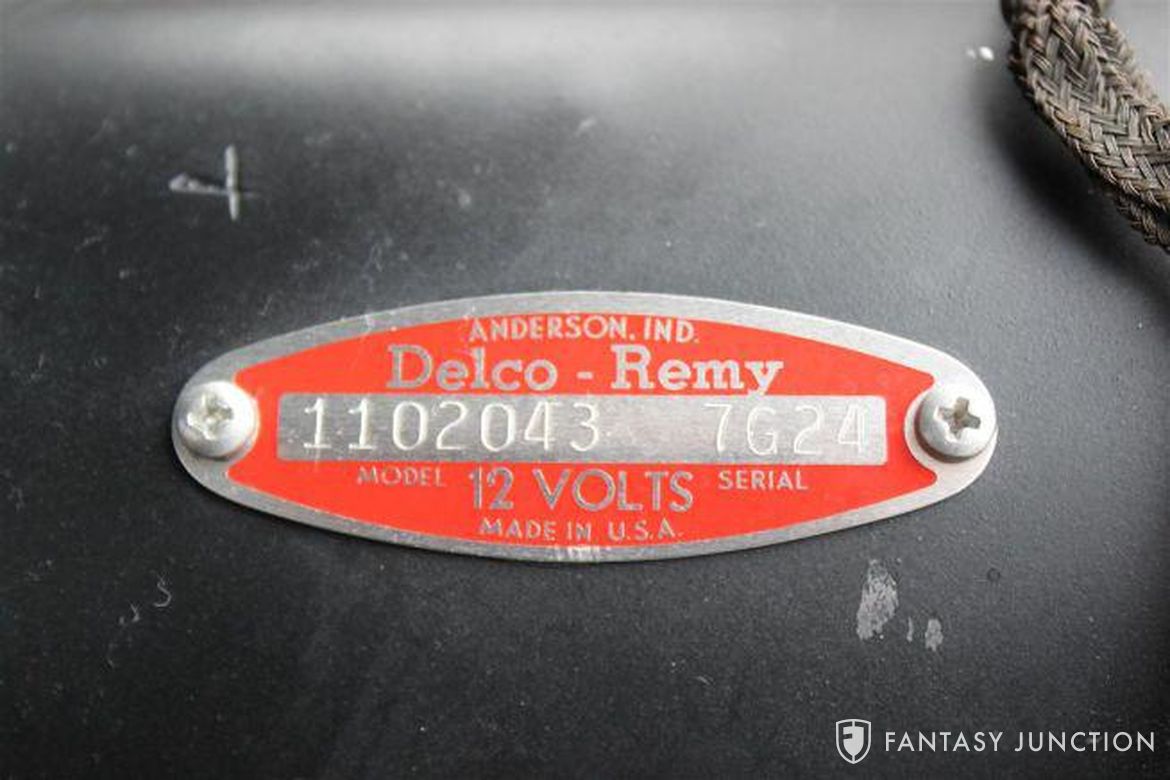 ANDERSON. IND.
Delco - Remy
1102043 7G24
MODEL 12 VOLTS SERIAL
MADE IN U.S.A.
FANTASY JUNCTION